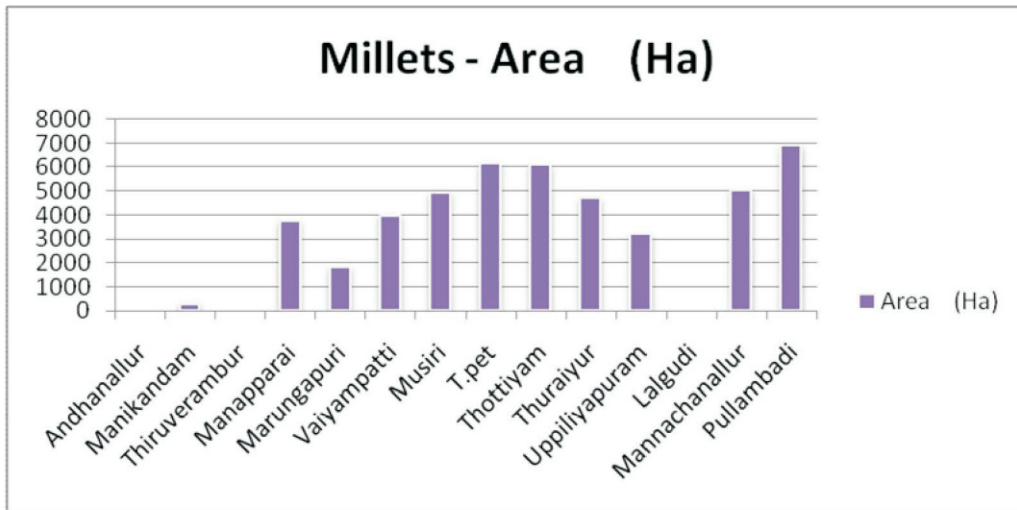 Millets - Area (Ha)
8000
7000
6000
5000
4000
3000
2000
1000
0
Andhanallur
Manikandam
Thiruverambur
Manapparai
Marungapuri
Vaiyampatti
Musiri
T.pet
Thottiyam
Thuraiyur
Uppiliyapuram
Lalgudi
Mannachanallur
Pullambadi
Area (Ha)